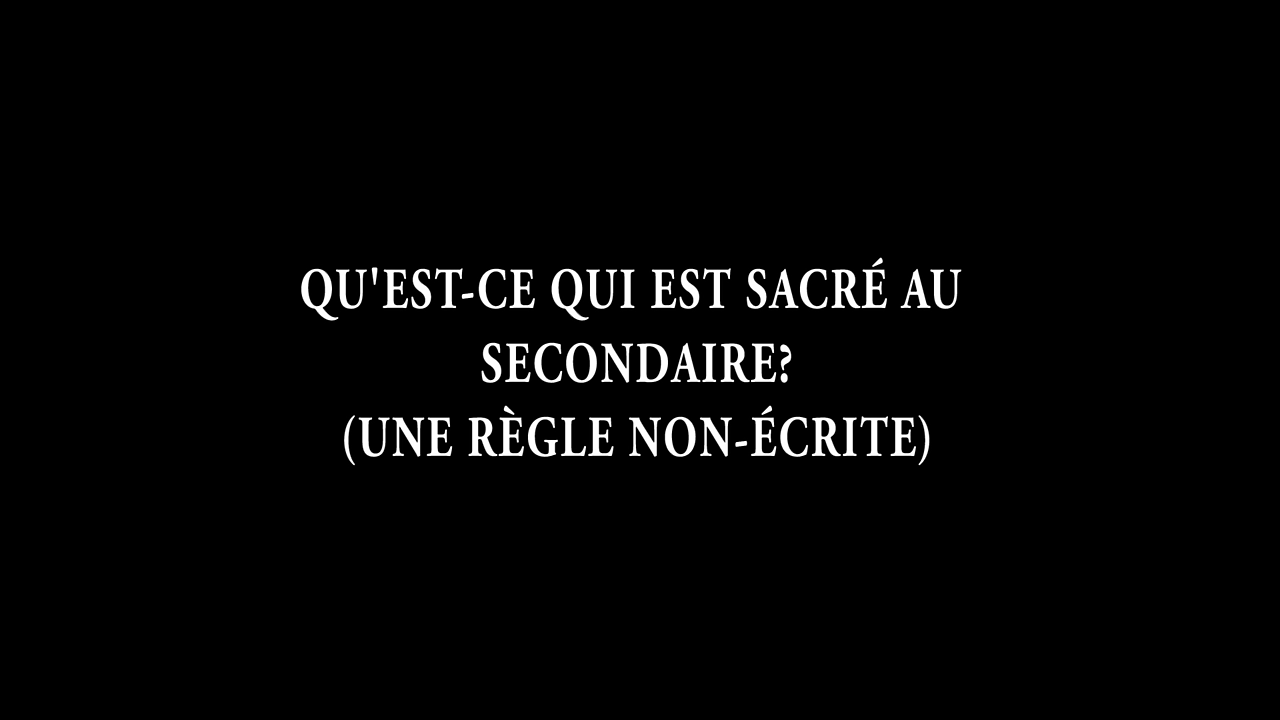 QU'EST-CE QUI EST SACRÉ AU
SECONDAIRE?
(UNE RÈGLE NON-ÉCRITE)